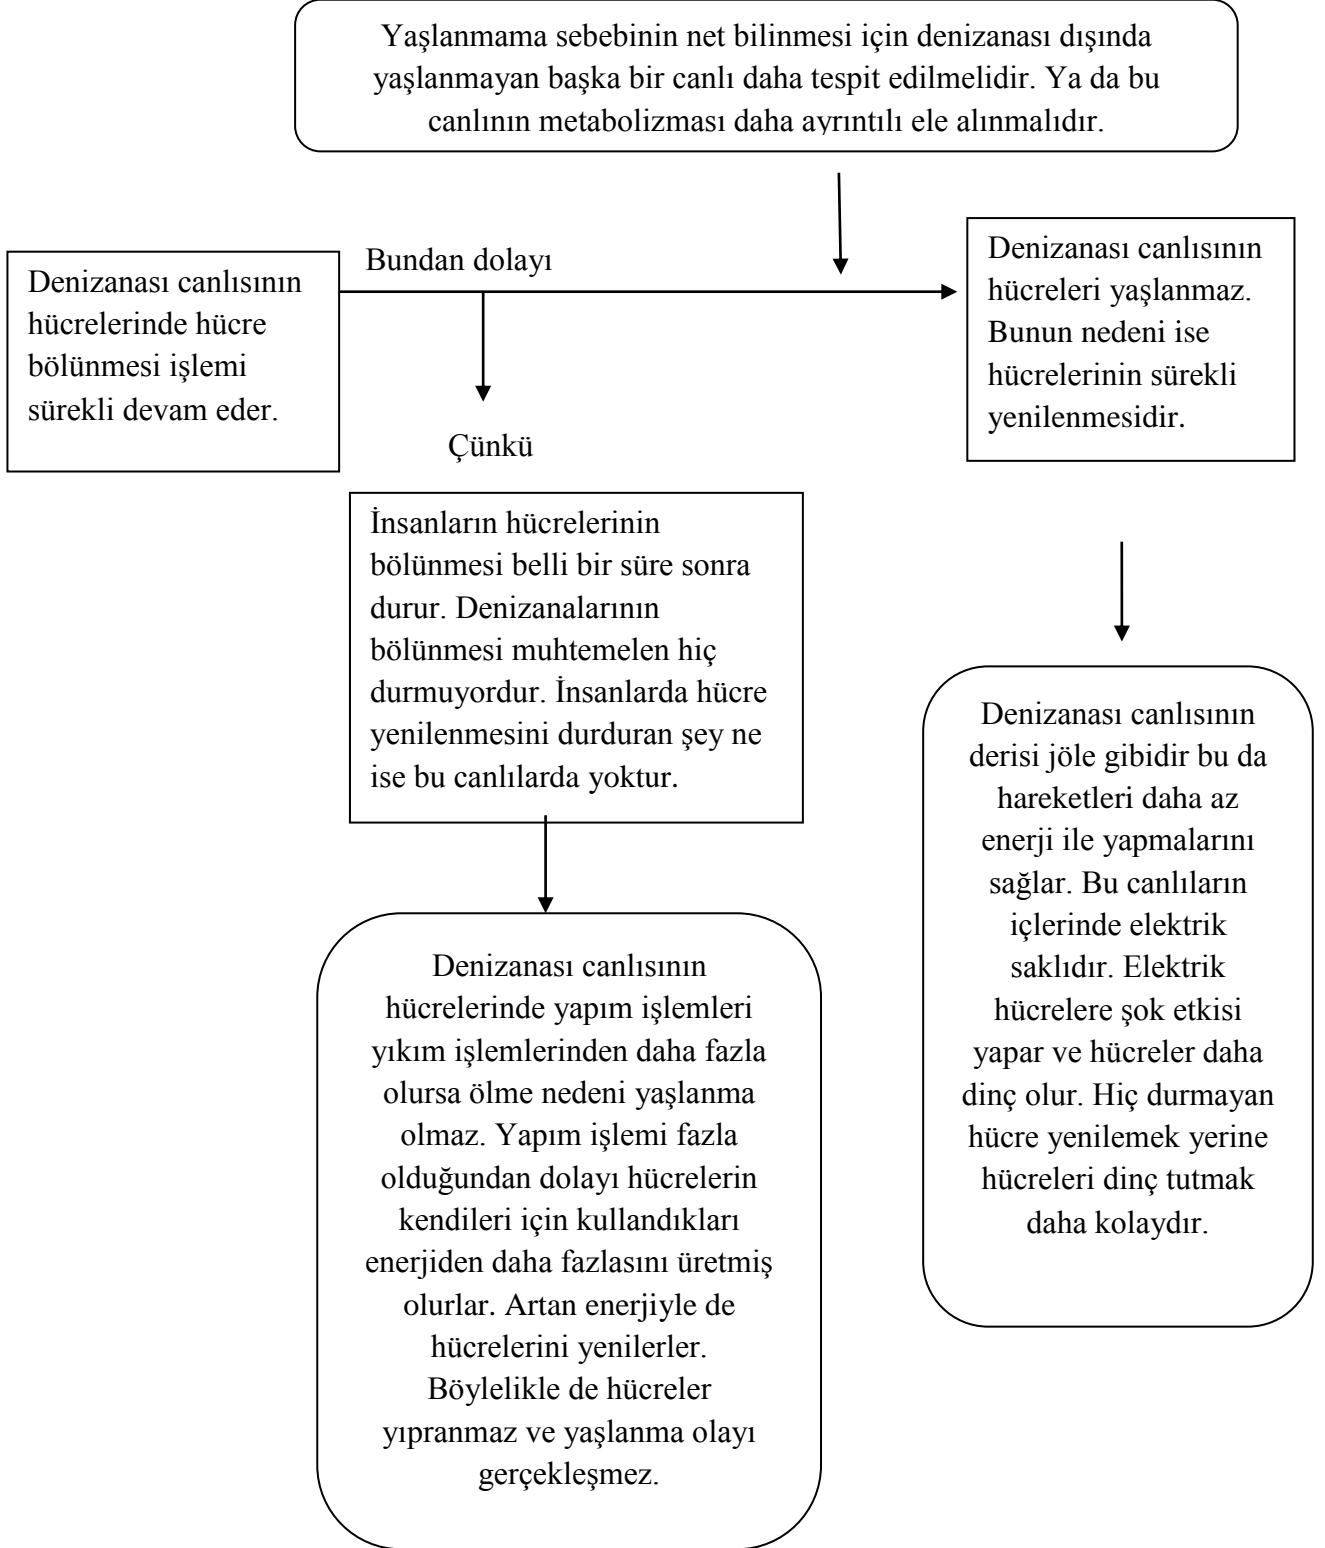 Yaşlanmama sebebinin net bilinmesi için denizanası dışında
yaşlanmayan başka bir canlı daha tespit edilmelidir. Ya da bu
canlının metabolizması daha ayrıntılı ele alınmalıdır.
Denizanası canlısının
hücrelerinde hücre
bölünmesi işlemi
sürekli devam eder.
Bundan dolayı
Denizanası canlısının
hücreleri yaşlanmaz.
Bunun nedeni ise
hücrelerinin sürekli
yenilenmesidir.
Çünkü
İnsanların hücrelerinin
bölünmesi belli bir süre sonra
durur. Denizanalarının
bölünmesi muhtemelen hiç
durmuyordur. İnsanlarda hücre
yenilenmesini durduran şey ne
ise bu canlılarda yoktur.
Denizanası canlısının
derisi jöle gibidir bu da
hareketleri daha az
enerji ile yapmalarını
sağlar. Bu canlıların
içlerinde elektrik
saklıdır. Elektrik
hücrelere şok etkisi
yapar ve hücreler daha
dinç olur. Hiç durmayan
hücre yenilemek yerine
hücreleri dinç tutmak
daha kolaydır.
Denizanası canlısının
hücrelerinde yapım işlemleri
yıkım işlemlerinden daha fazla
olursa ölme nedeni yaşlanma
olmaz. Yapım işlemi fazla
olduğundan dolayı hücrelerin
kendileri için kullandıkları
enerjiden daha fazlasını üretmiş
olurlar. Artan enerjiyle de
hücrelerini yenilerler.
Böylelikle de hücreler
yıpranmaz ve yaşlanma olayı
gerçekleşmez.